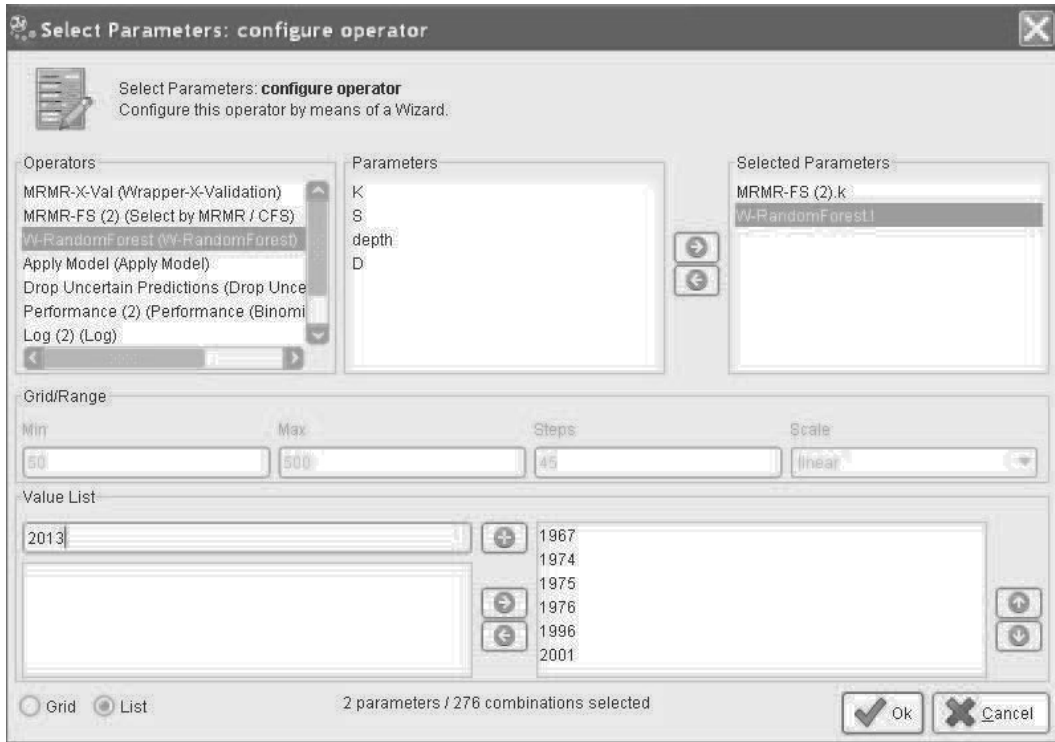 Select Parameters: configure operator
Select Parameters: configure operator
Configure this operator by means of a Wizard.
Operators
MRMR-X-Val (Wrapper-X-Validation)
MRMR-FS (2) (Select by MRMR / CFS)
W-RandomForest (W-RandomForest)
Apply Model (Apply Model)
Drop Uncertain Predictions (Drop Unce
Performance (2) (Performance (Binomi
Log (2) (Log)
Parameters
K
S
depth
D
Selected Parameters
MRMR-FS (2).k
W-RandomForest.I
Grid/Range
Min
Max
Steps
Scale
50
500
45
linear
Value List
2013
1967
1974
1975
1976
1996
2001
Grid
List
2 parameters / 276 combinations selected
Ok
Cancel